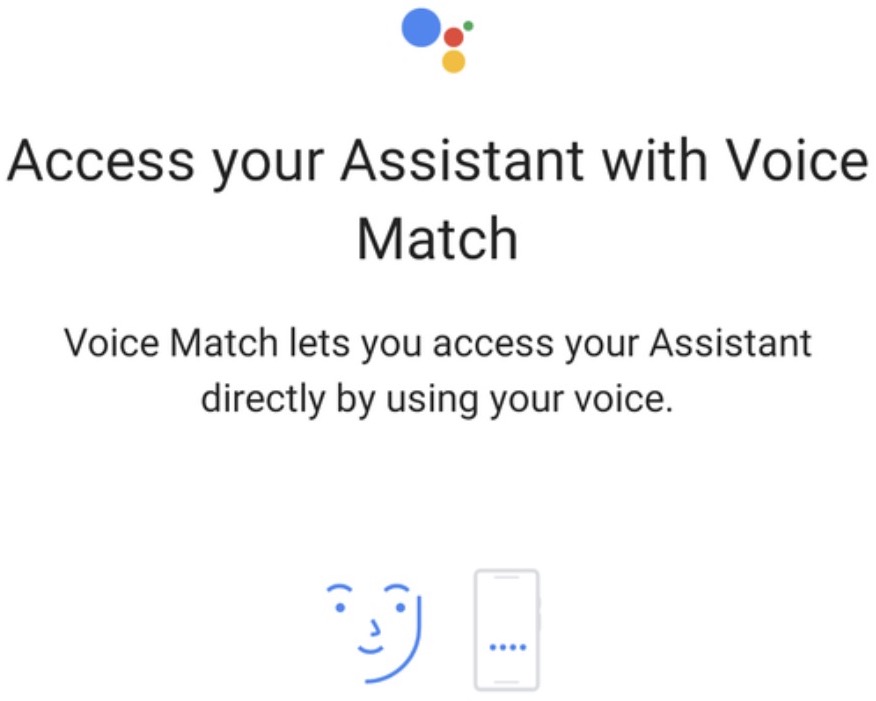 Access your Assistant with Voice
Match
Voice Match lets you access your Assistant
directly by using your voice.